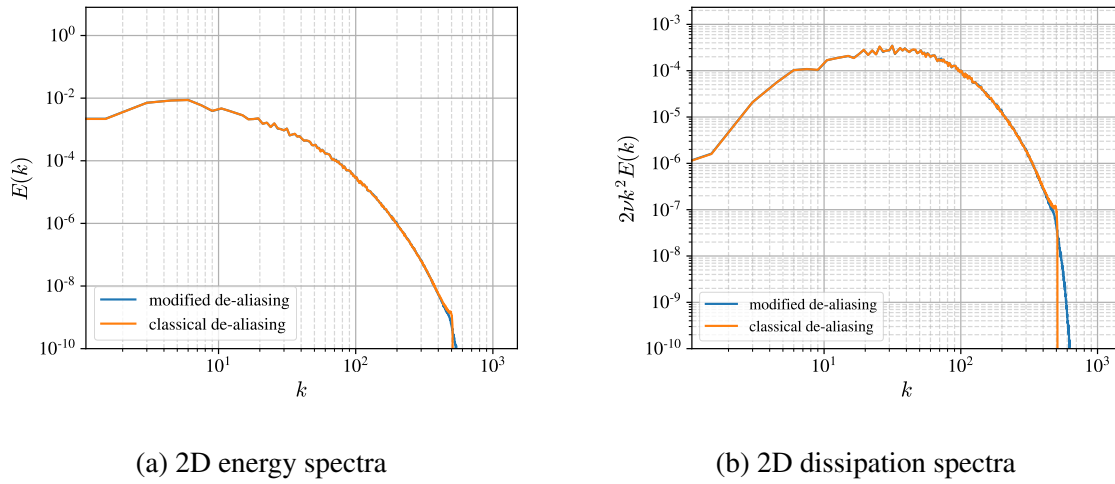 10^0
10^{-2}
10^{-4}
10^{-6}
10^{-8}
10^{-10}
E(k)
modified de-aliasing
classical de-aliasing
10^1
10^2
10^3
k
(a) 2D energy spectra
10^{-3}
10^{-4}
10^{-5}
10^{-6}
10^{-7}
10^{-8}
10^{-9}
10^{-10}
2νk^2E(k)
modified de-aliasing
classical de-aliasing
10^1
10^2
10^3
k
(b) 2D dissipation spectra